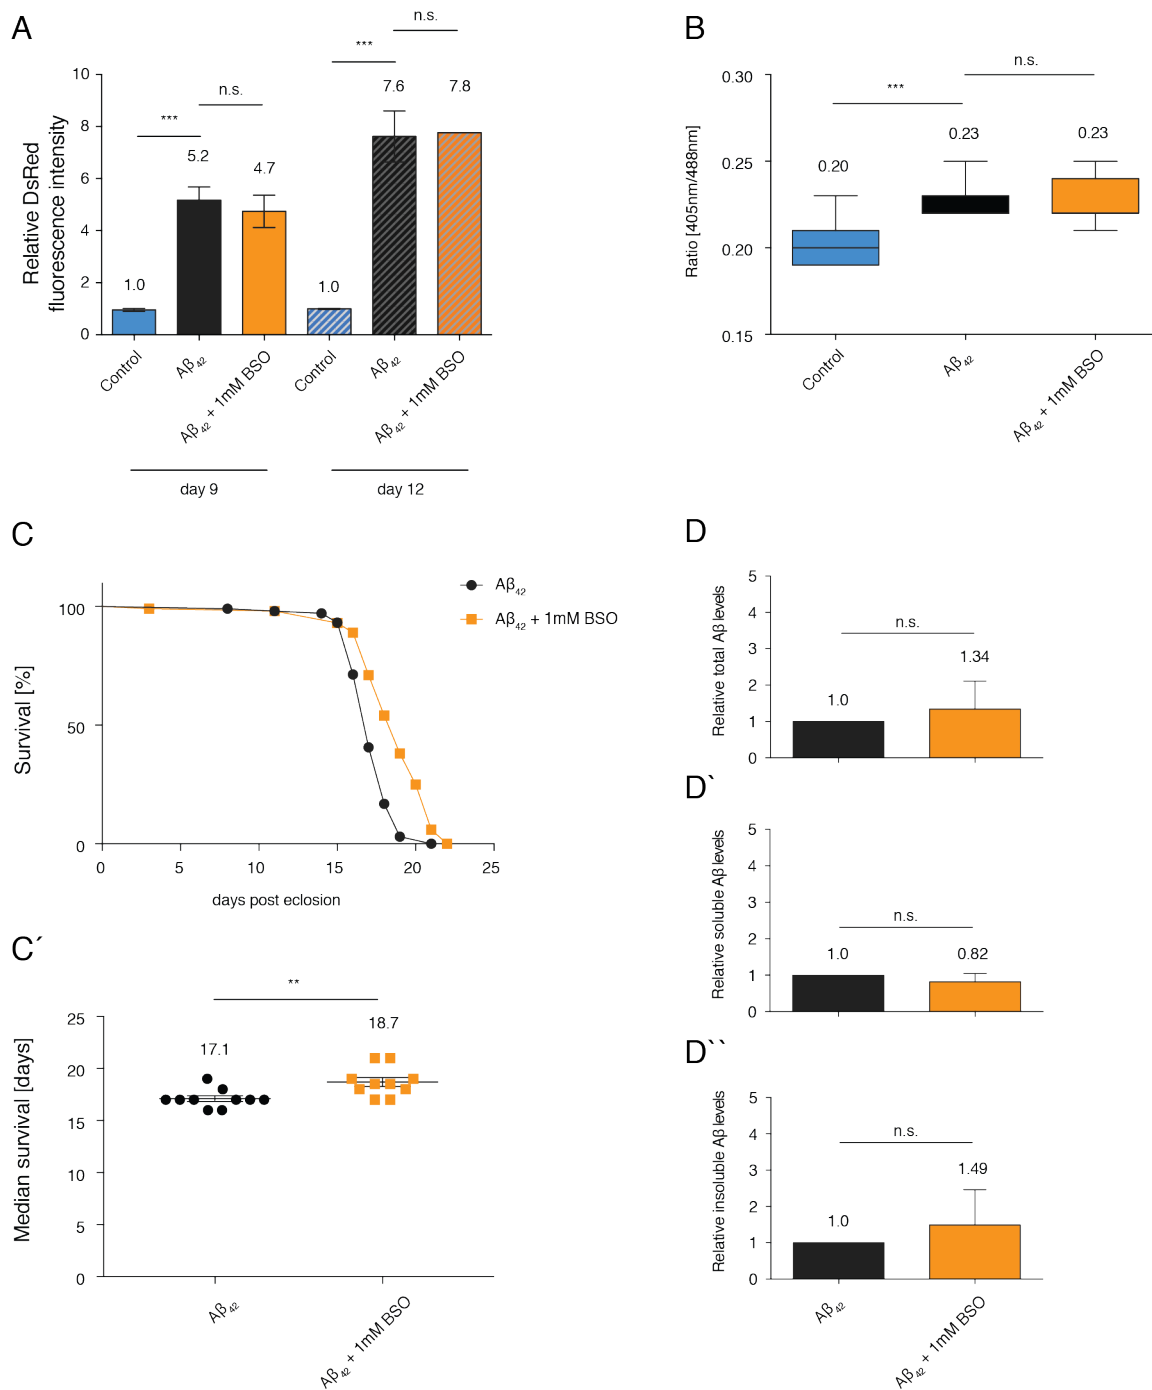 A
n.s.
***
7.6
7.8
n.s.
***
5.2
4.7
1.0
1.0
Relative DsRed
fluorescence intensity
10
8
6
4
2
0
Control
Aβ₄₂
Aβ₄₂ + 1mM BSO
Control
Aβ₄₂
Aβ₄₂ + 1mM BSO
day 9
day 12
B
n.s.
***
0.23
0.23
0.20
Ratio [405nm/488nm]
0.30
0.25
0.20
0.15
Control
Aβ₄₂
Aβ₄₂ + 1mM BSO
C
Aβ₄₂
Aβ₄₂ + 1mM BSO
Survival [%]
100
50
0
0
5
10
15
20
25
days post eclosion
C´
**
18.7
17.1
Median survival [days]
25
20
15
10
5
0
Aβ₄₂
Aβ₄₂ + 1mM BSO
D
Relative total Aβ levels
5
4
3
2
1
0
n.s.
1.34
1.0
D`
Relative soluble Aβ levels
5
4
3
2
1
0
n.s.
1.0
0.82
D``
Relative insoluble Aβ levels
5
4
3
2
1
0
n.s.
1.49
1.0
Aβ₄₂
Aβ₄₂ + 1mM BSO